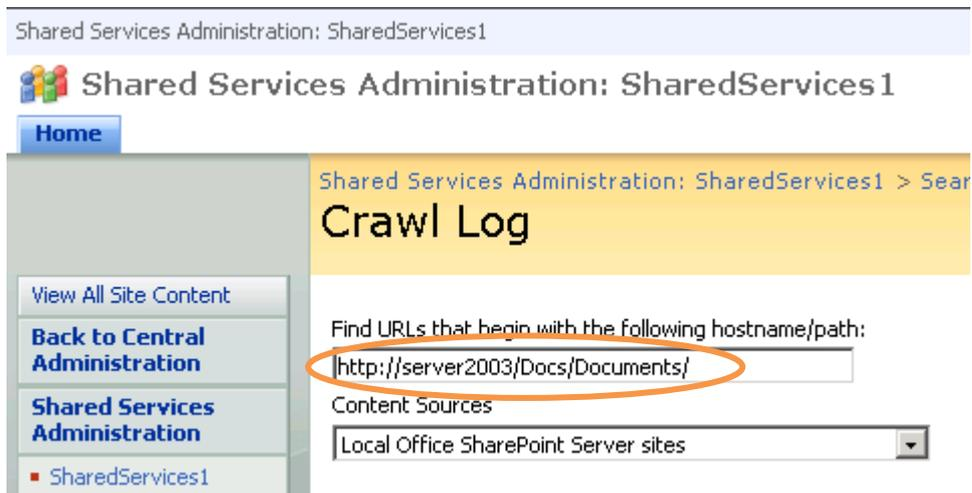 Shared Services Administration: SharedServices1
Shared Services Administration: SharedServices1
Home
Shared Services Administration: SharedServices1 > Sear
Crawl Log
View All Site Content
Back to Central
Administration
Shared Services
Administration
SharedServices1
Find URLs that begin with the following hostname/path:
http://server2003/Docs/Documents/
Content Sources
Local Office SharePoint Server sites